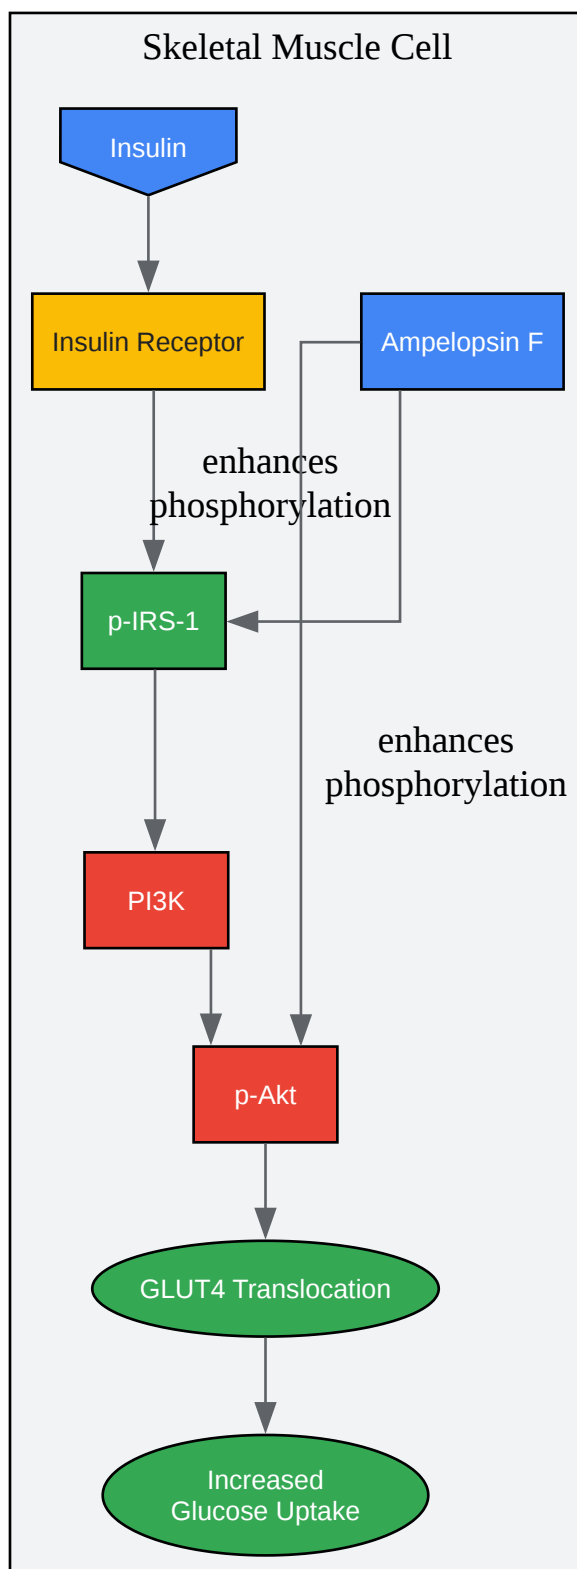 Skeletal Muscle Cell
Insulin
Insulin Receptor
Ampelopsin F
enhances
phosphorylation
p-IRS-1
enhances
phosphorylation
PI3K
p-Akt
GLUT4 Translocation
Increased
Glucose Uptake